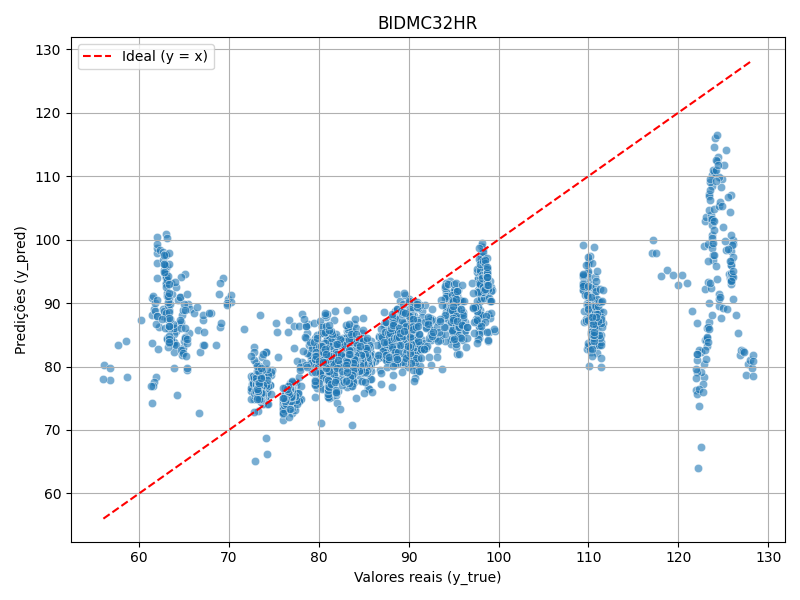 BIDMC32HR
Ideal (y = x)
130
120
110
100
90
80
70
60
Predições (y_pred)
60 70 80 90 100 110 120 130
Valores reais (y_true)